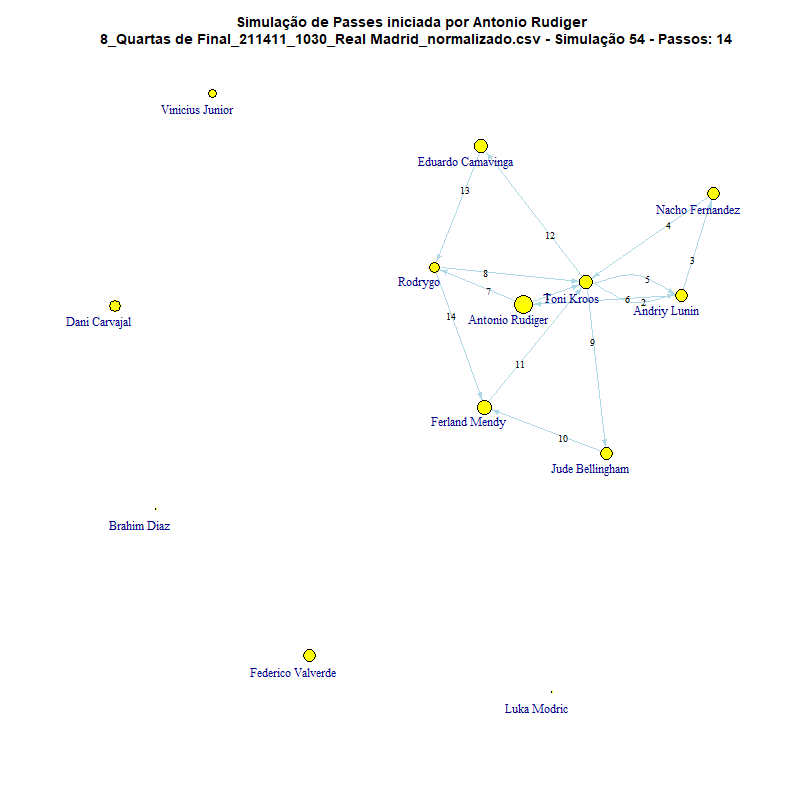 Simulação de Passes iniciada por Antonio Rudiger
8_Quartas de Final_211411_1030_Real Madrid_normalizado.csv - Simulação 54 - Passos: 14
Vinicius Junior
Eduardo Camavinga
13
Nacho Fernandez
4
12
3
Rodrygo
8
5
7
Toni Kroos
6
2
Andriy Lunin
Dani Carvajal
14
Antonio Rudiger
9
11
Ferland Mendy
10
Jude Bellingham
Brahim Diaz
Federico Valverde
Luka Modric